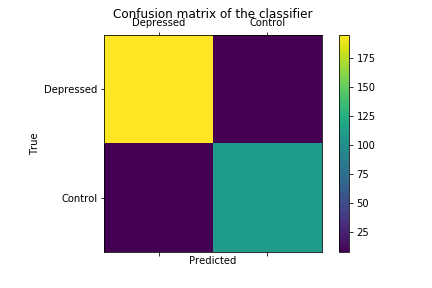 Confusion matrix of the classifier
Depressed Control
Depressed
Control
True
Predicted
175
150
125
100
75
50
25